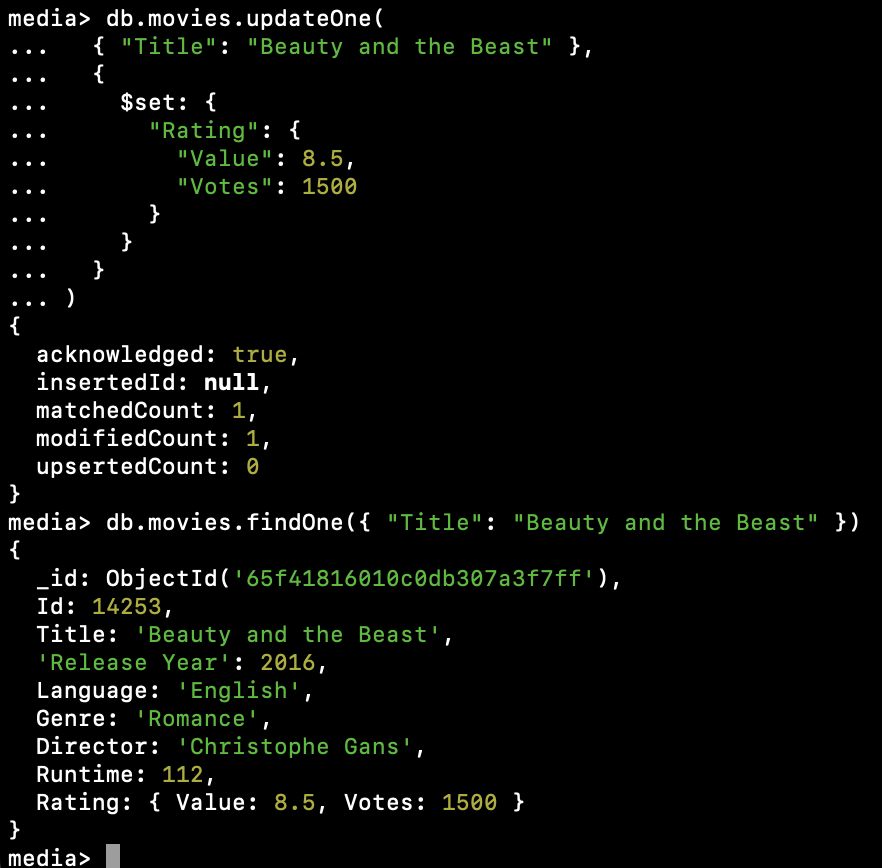 media> db.movies.updateOne(
...   { "Title": "Beauty and the Beast" },
...   {
...     $set: {
...       "Rating": {
...         "Value": 8.5,
...         "Votes": 1500
...       }
...     }
...   }
... )
{
  acknowledged: true,
  insertedId: null,
  matchedCount: 1,
  modifiedCount: 1,
  upsertedCount: 0
}
media> db.movies.findOne({ "Title": "Beauty and the Beast" })
{
  _id: ObjectId('65f41816010c0db307a3f7ff'),
  Id: 14253,
  Title: 'Beauty and the Beast',
  'Release Year': 2016,
  Language: 'English',
  Genre: 'Romance',
  Director: 'Christophe Gans',
  Runtime: 112,
  Rating: { Value: 8.5, Votes: 1500 }
}
media>